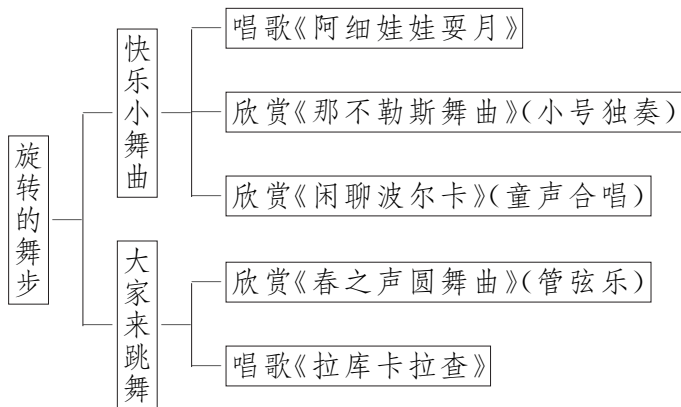 旋转的舞步
快乐小舞曲
唱歌《阿细娃娃耍月》
欣赏《那不勒斯舞曲》(小号独奏)
欣赏《闲聊波尔卡》(童声合唱)
大家来跳舞
欣赏《春之声圆舞曲》(管弦乐)
唱歌《拉库卡拉查》